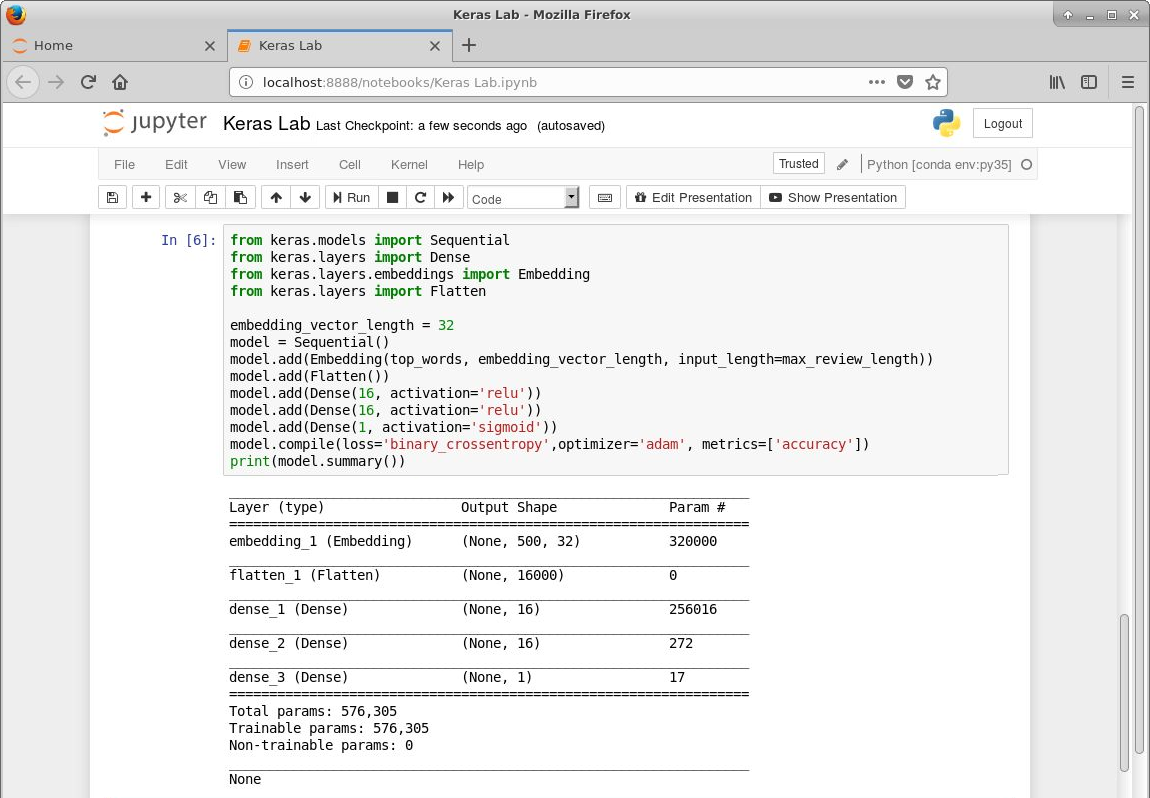 Keras Lab - Mozilla Firefox
Home
Keras Lab
localhost:8888/notebooks/Keras Lab.ipynb
jupyter Keras Lab Last Checkpoint: a few seconds ago (autosaved)
Logout
File Edit View Insert Cell Kernel Help
Trusted
Python [conda env:py35]
Run
Code
Edit Presentation
Show Presentation
In [6]:
from keras.models import Sequential
from keras.layers import Dense
from keras.layers.embeddings import Embedding
from keras.layers import Flatten
embedding_vector_length = 32
model = Sequential()
model.add(Embedding(top_words, embedding_vector_length, input_length=max_review_length))
model.add(Flatten())
model.add(Dense(16, activation='relu'))
model.add(Dense(16, activation='relu'))
model.add(Dense(1, activation='sigmoid'))
model.compile(loss='binary_crossentropy',optimizer='adam', metrics=['accuracy'])
print(model.summary())
_________________________________________________________________
Layer (type) Output Shape Param #
=================================================================
embedding_1 (Embedding) (None, 500, 32) 320000
_________________________________________________________________
flatten_1 (Flatten) (None, 16000) 0
_________________________________________________________________
dense_1 (Dense) (None, 16) 256016
_________________________________________________________________
dense_2 (Dense) (None, 16) 272
_________________________________________________________________
dense_3 (Dense) (None, 1) 17
=================================================================
Total params: 576,305
Trainable params: 576,305
Non-trainable params: 0
_________________________________________________________________
None